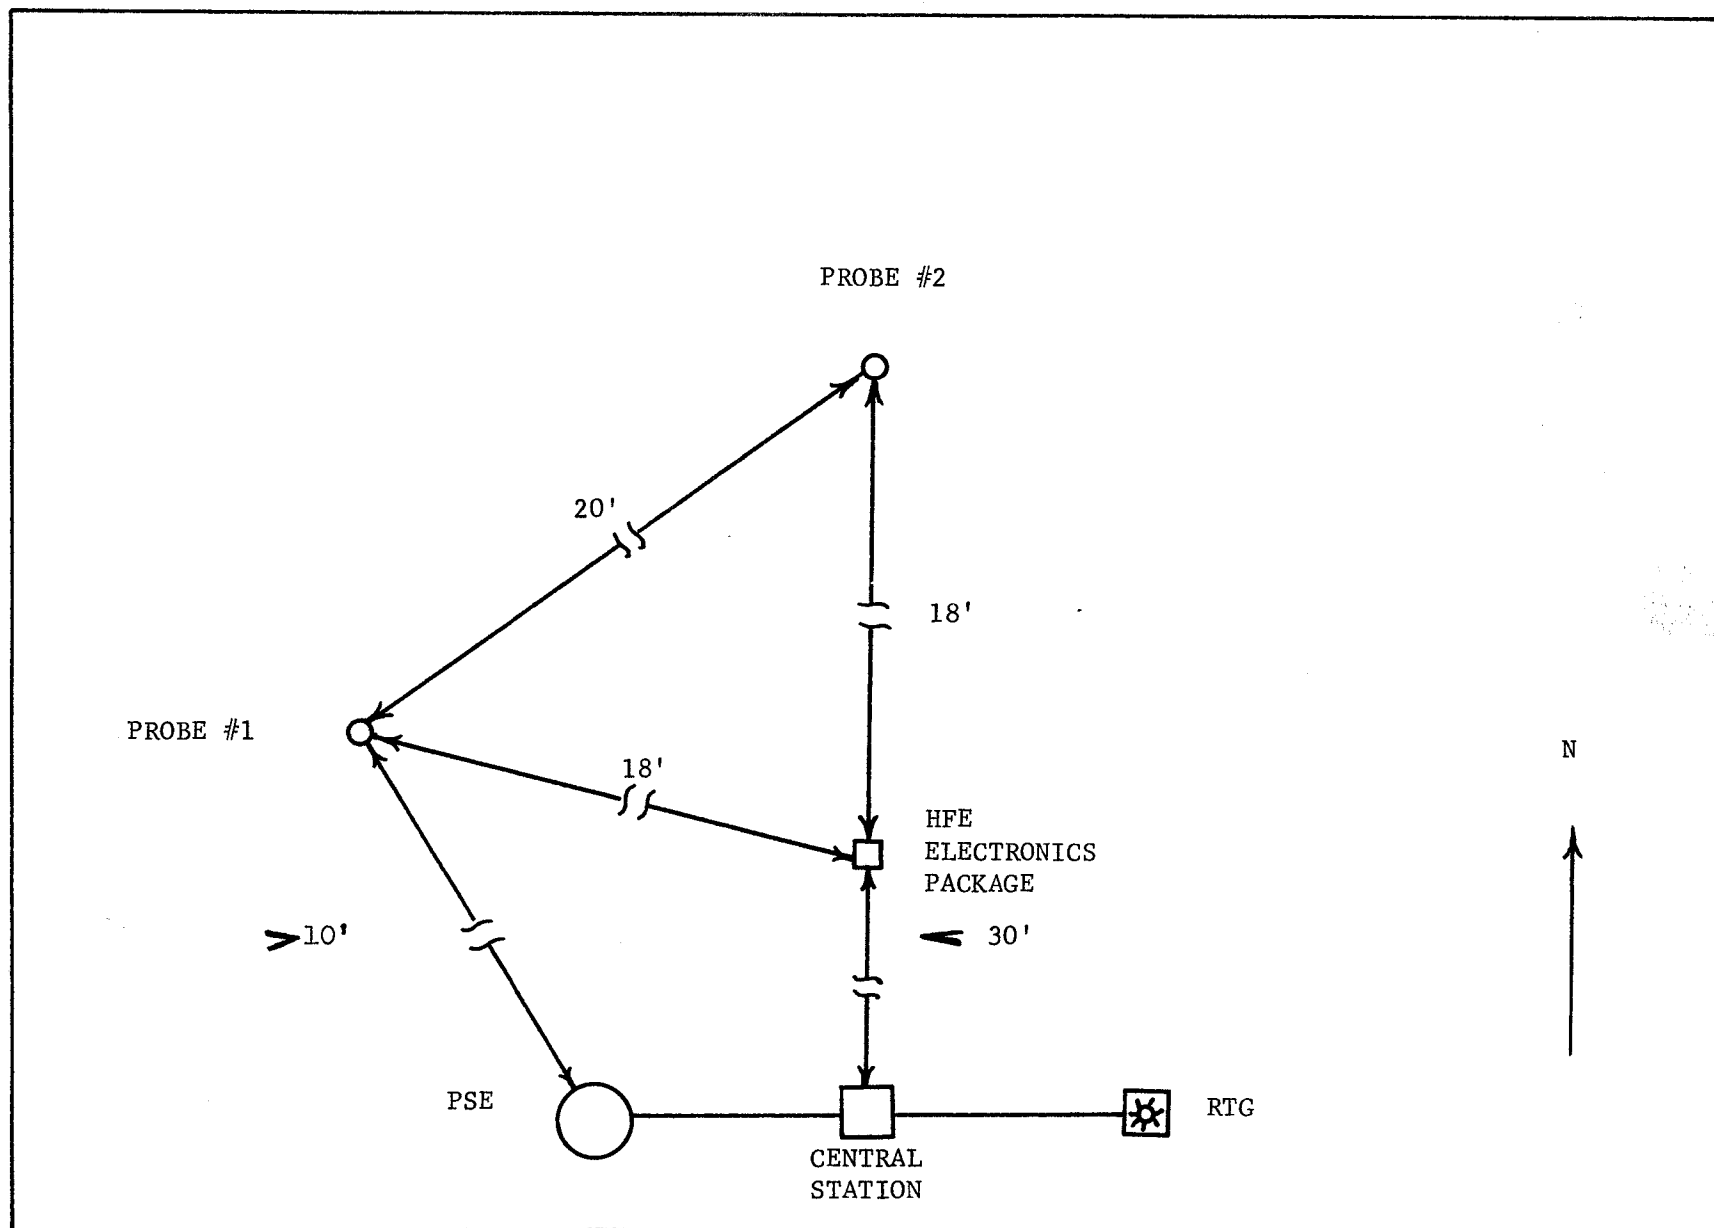 PROBE #2
20'
18'
PROBE #1
N
18'
HFE
ELECTRONICS
PACKAGE
>10'
< 30'
PSE
RTG
CENTRAL
STATION